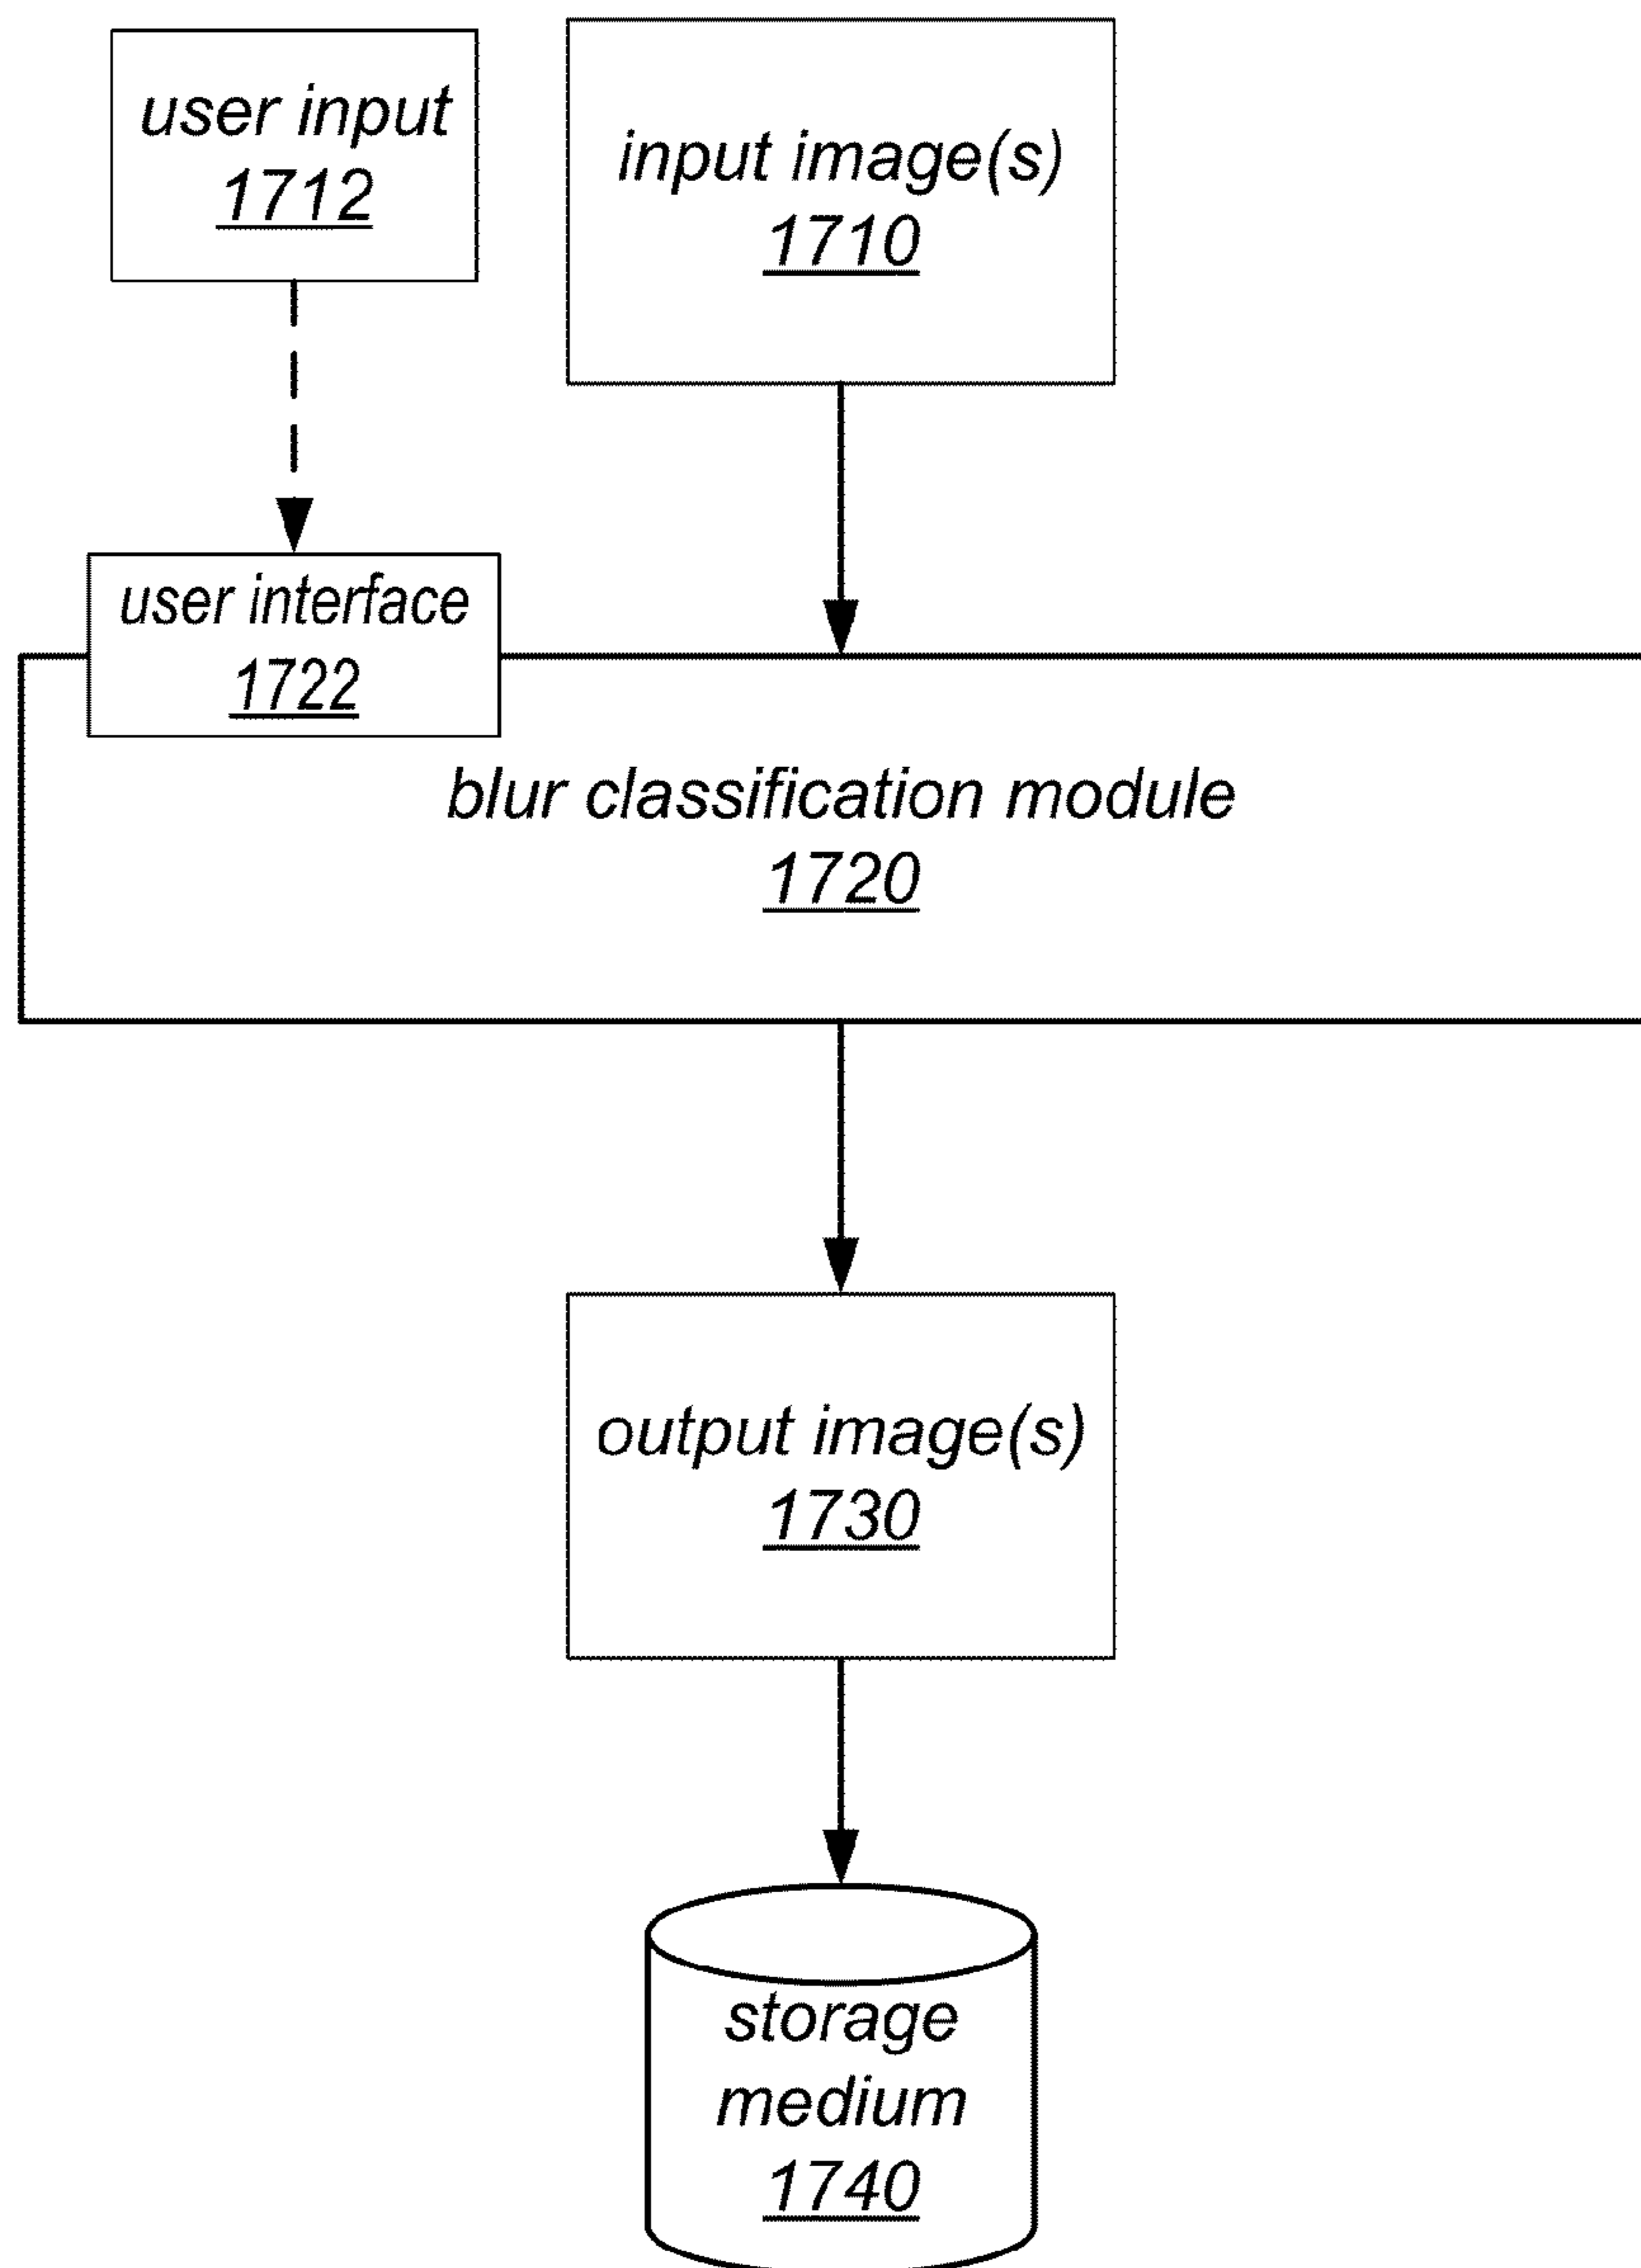 user input
1712
input image(s)
1710
user interface
1722
blur classification module
1720
output image(s)
1730
storage
medium
1740